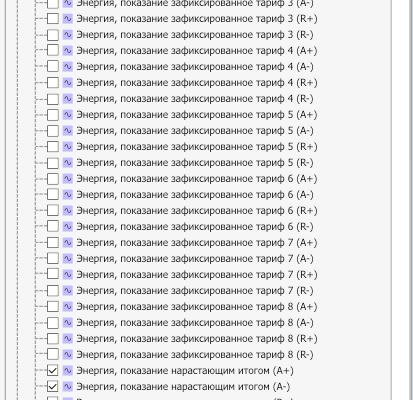 Энергия, показание зафиксированное тариф 3 (A-)
Энергия, показание зафиксированное тариф 3 (R+)
Энергия, показание зафиксированное тариф 3 (R-)
Энергия, показание зафиксированное тариф 4 (A+)
Энергия, показание зафиксированное тариф 4 (A-)
Энергия, показание зафиксированное тариф 4 (R+)
Энергия, показание зафиксированное тариф 4 (R-)
Энергия, показание зафиксированное тариф 5 (A+)
Энергия, показание зафиксированное тариф 5 (A-)
Энергия, показание зафиксированное тариф 5 (R+)
Энергия, показание зафиксированное тариф 5 (R-)
Энергия, показание зафиксированное тариф 6 (A+)
Энергия, показание зафиксированное тариф 6 (A-)
Энергия, показание зафиксированное тариф 6 (R+)
Энергия, показание зафиксированное тариф 6 (R-)
Энергия, показание зафиксированное тариф 7 (A+)
Энергия, показание зафиксированное тариф 7 (A-)
Энергия, показание зафиксированное тариф 7 (R+)
Энергия, показание зафиксированное тариф 7 (R-)
Энергия, показание зафиксированное тариф 8 (A+)
Энергия, показание зафиксированное тариф 8 (A-)
Энергия, показание зафиксированное тариф 8 (R+)
Энергия, показание зафиксированное тариф 8 (R-)
Энергия, показание нарастающим итогом (A+)
Энергия, показание нарастающим итогом (A-)